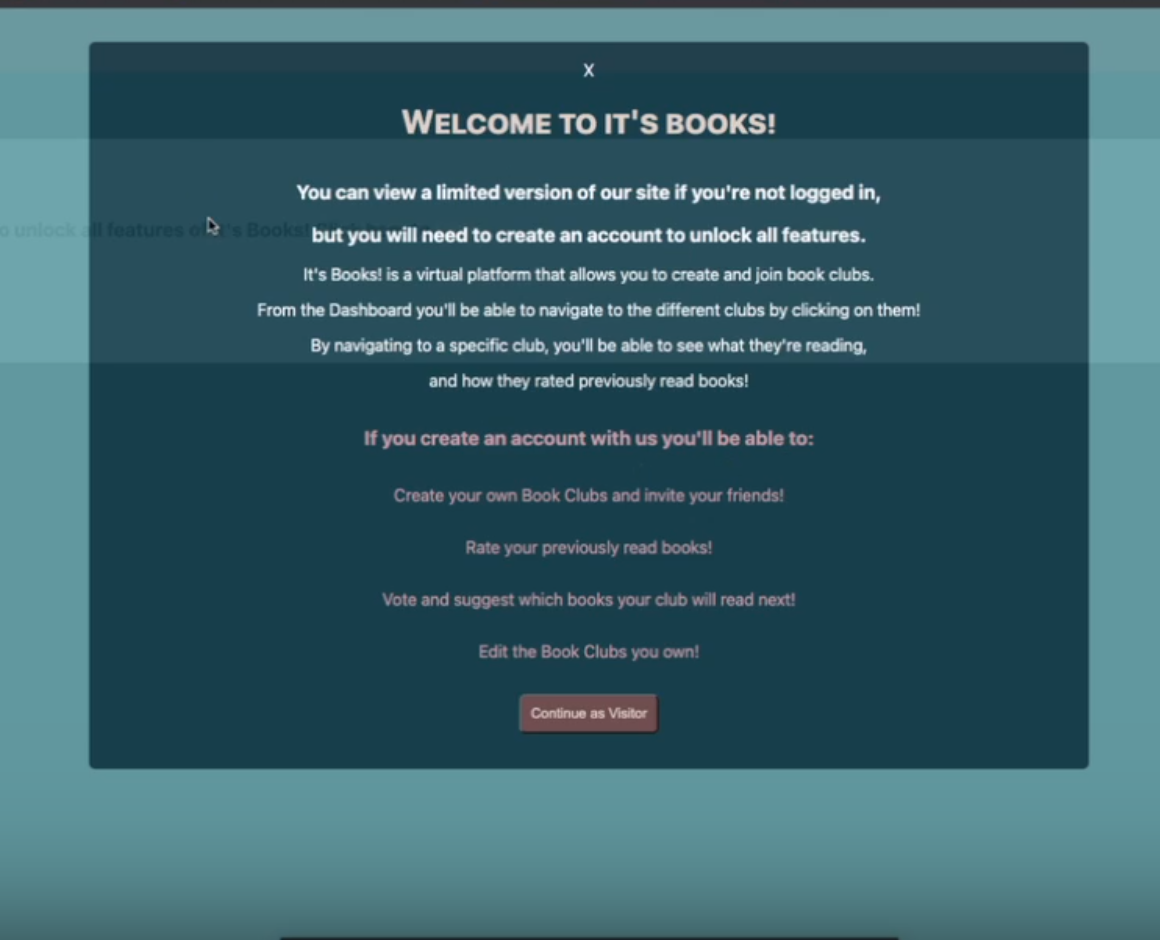 X
WELCOME TO IT'S BOOKS!
You can view a limited version of our site if you're not logged in,
o unlock all features of It's Books!
but you will need to create an account to unlock all features.
It's Books! is a virtual platform that allows you to create and join book clubs.
From the Dashboard you'll be able to navigate to the different clubs by clicking on them!
By navigating to a specific club, you'll be able to see what they're reading,
and how they rated previously read books!
If you create an account with us you'll be able to:
Create your own Book Clubs and invite your friends!
Rate your previously read books!
Vote and suggest which books your club will read next!
Edit the Book Clubs you own!
Continue as Visitor